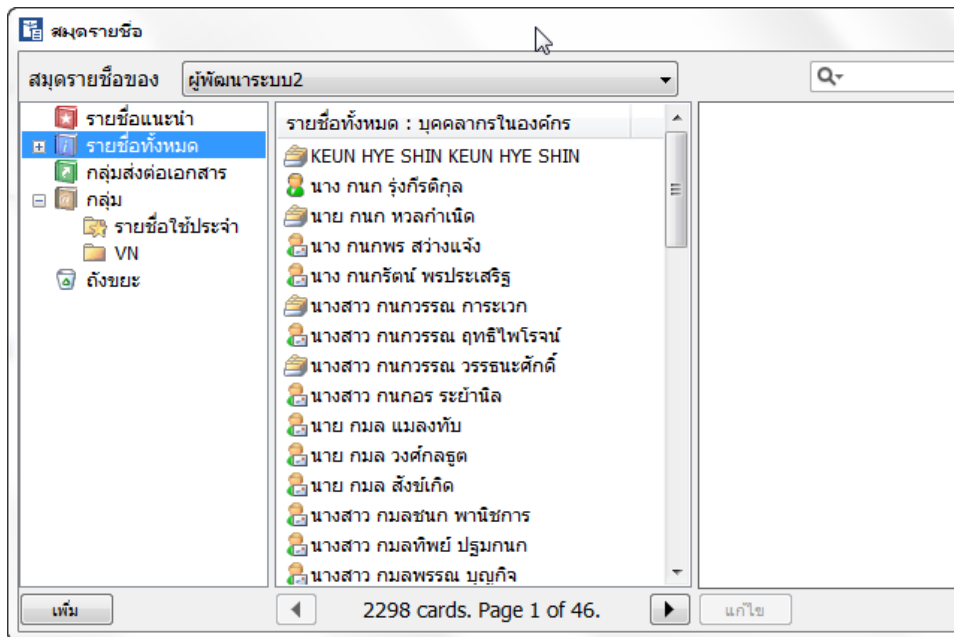 สมุดรายชื่อ
สมุดรายชื่อของ ผู้พัฒนาระบบ2
รายชื่อแนะนำ
รายชื่อทั้งหมด
กลุ่มส่งต่อเอกสาร
กลุ่ม
รายชื่อใช้ประจำ
VN
ถังขยะ
รายชื่อทั้งหมด : บุคคลากรในองค์กร
KEUN HYE SHIN KEUN HYE SHIN
นาง กนก รุ่งกีรติกุล
นาย กนก หวลกำเนิด
นาง กนกพร สว่างแจ้ง
นาง กนกรัตน์ พรประเสริฐ
นางสาว กนกวรรณ การะเวก
นางสาว กนกวรรณ ฤทธิไพโรจน์
นางสาว กนกวรรณ วรรธนะศักดิ์
นางสาว กนกอร ระย้านิล
นาย กมล แมลงทับ
นาย กมล วงศ์กลธูต
นาย กมล สังข์เกิด
นางสาว กมลชนก พานิชการ
นางสาว กมลทิพย์ ปฐมกนก
นางสาว กมลพรรณ บุญกิจ
เพิ่ม
2298 cards. Page 1 of 46.
แก้ไข